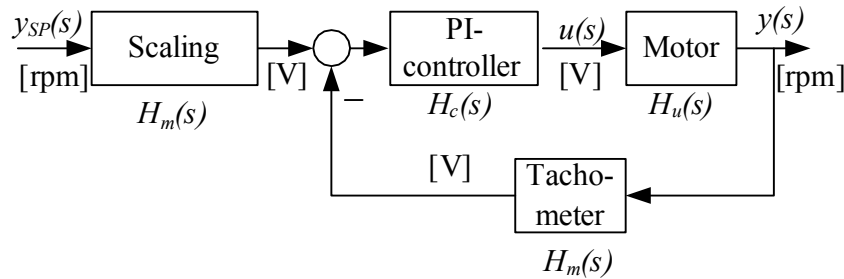 y_SP(s)
[rpm]
Scaling
H_m(s)
[V]
−
PI-
controller
H_c(s)
u(s)
[V]
Motor
H_u(s)
y(s)
[rpm]
[V]
Tacho-
meter
H_m(s)